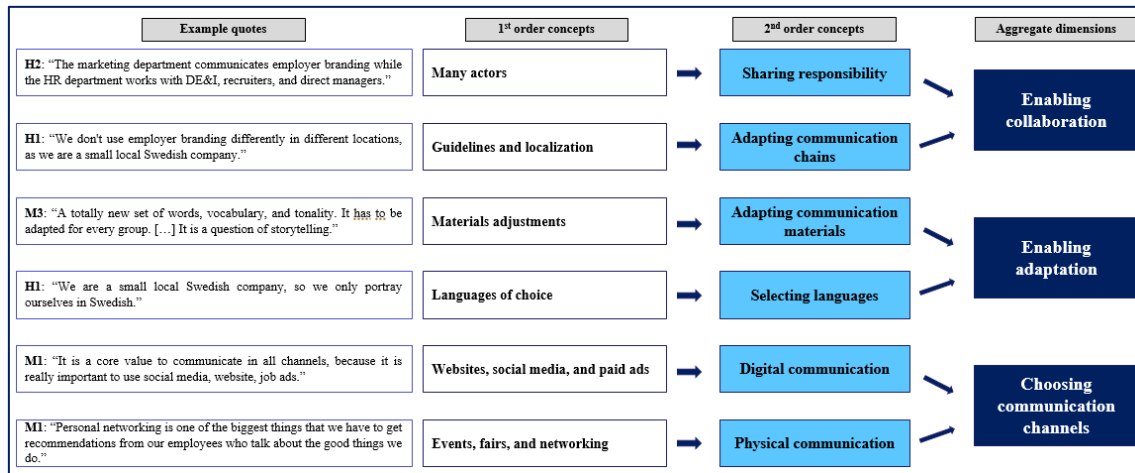 Example quotes
1st order concepts
2nd order concepts
Aggregate dimensions
H2: “The marketing department communicates employer branding while
the HR department works with DE&I, recruiters, and direct managers.”
Many actors
Sharing responsibility
Enabling
collaboration
H1: “We don't use employer branding differently in different locations,
as we are a small local Swedish company.”
Guidelines and localization
Adapting communication
chains
M3: “A totally new set of words, vocabulary, and tonality. It has to be
adapted for every group. […] It is a question of storytelling.”
Materials adjustments
Adapting communication
materials
Enabling
adaptation
H1: “We are a small local Swedish company, so we only portray
ourselves in Swedish.”
Languages of choice
Selecting languages
M1: “It is a core value to communicate in all channels, because it is
really important to use social media, website, job ads.”
Websites, social media, and paid ads
Digital communication
Choosing
communication
channels
M1: “Personal networking is one of the biggest things that we have to get
recommendations from our employees who talk about the good things we
do.”
Events, fairs, and networking
Physical communication